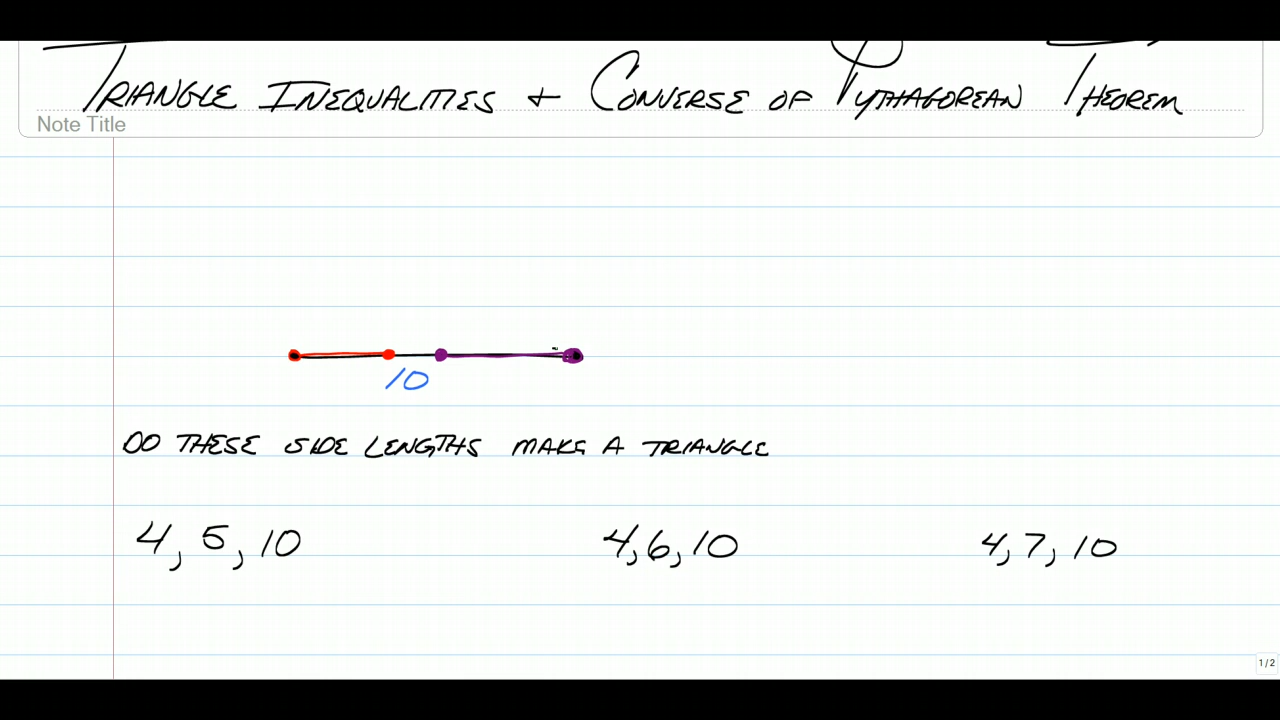 TRIANGLE INEQUALITIES + CONVERSE OF PYTHAGOREAN THEOREM
Note Title
10
DO THESE SIDE LENGTHS MAKE A TRIANGLE
4, 5, 10
4, 6, 10
4, 7, 10
1/2